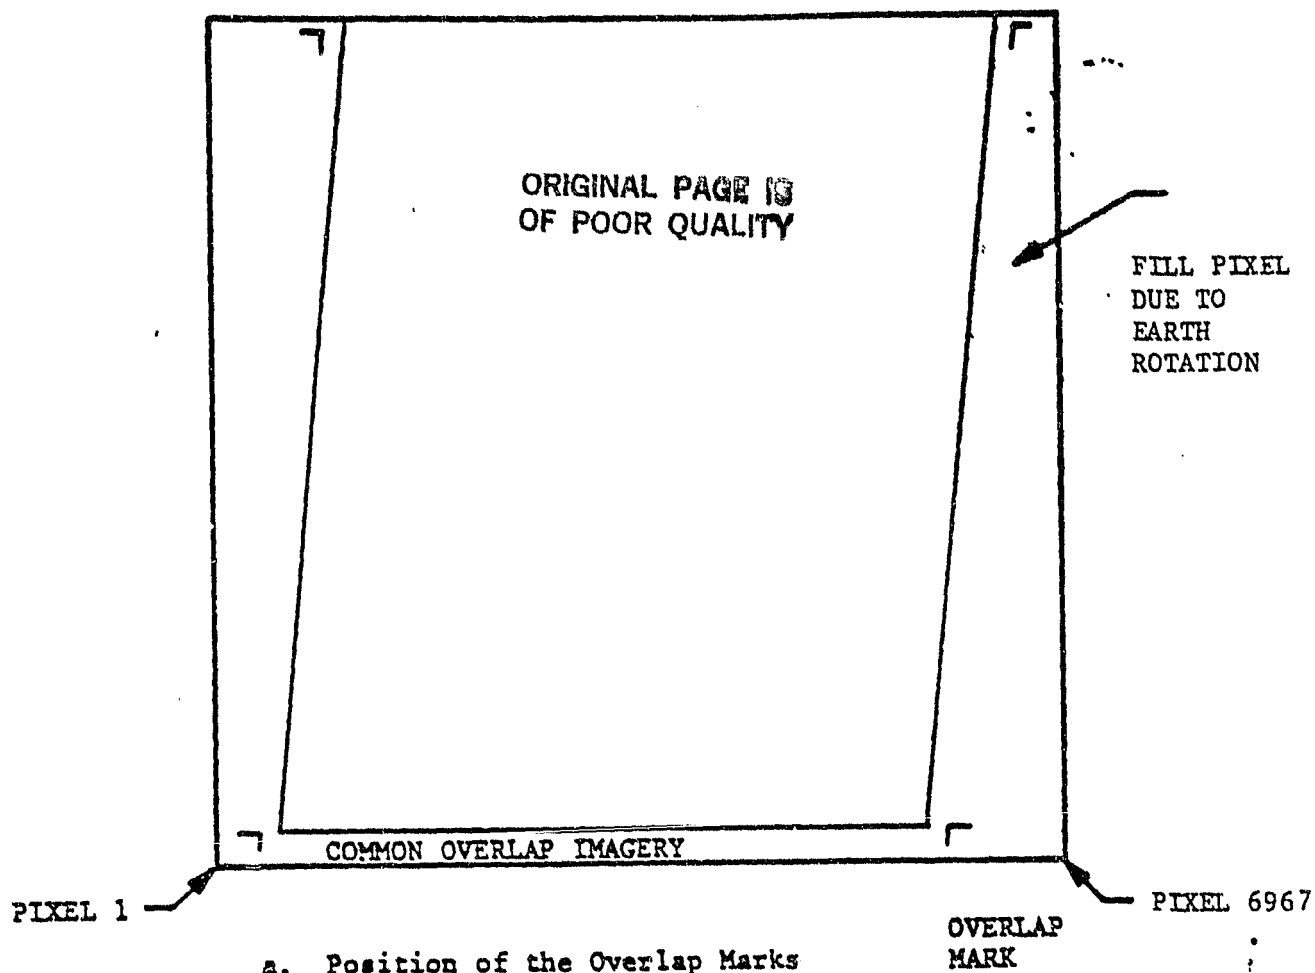 ORIGINAL PAGE IS
OF POOR QUALITY
FILL PIXEL
DUE TO
EARTH
ROTATION
COMMON OVERLAP IMAGERY
PIXEL 1
PIXEL 6967
OVERLAP
MARK
a. Position of the Overlap Marks